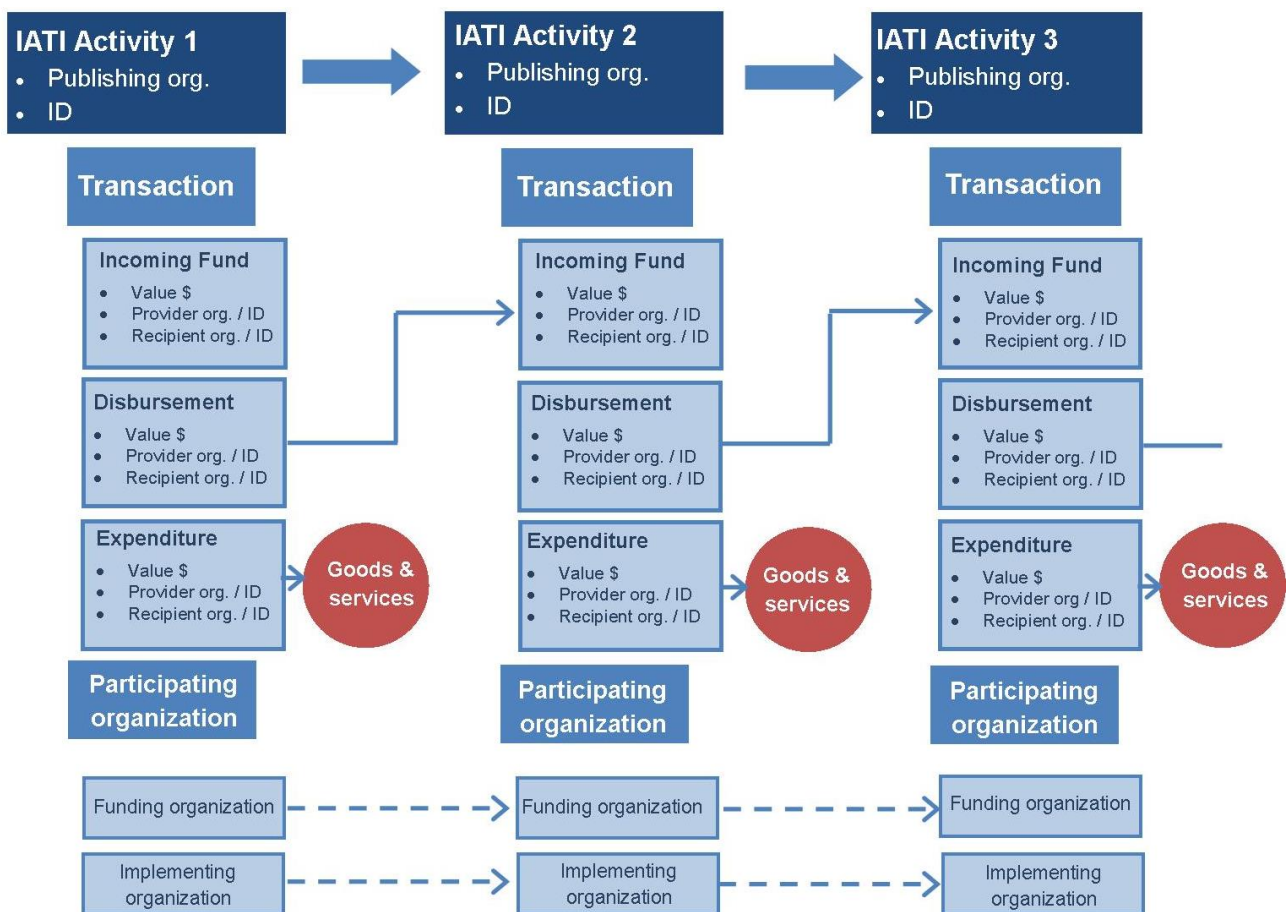 IATI Activity 1
• Publishing org.
• ID
Transaction
Incoming Fund
• Value $
• Provider org. / ID
• Recipient org. / ID
Disbursement
• Value $
• Provider org. / ID
• Recipient org. / ID
Expenditure
• Value $
• Provider org. / ID
• Recipient org. / ID
Goods &
services
Participating
organization
Funding organization
Implementing
organization
IATI Activity 2
• Publishing org.
• ID
Transaction
Incoming Fund
• Value $
• Provider org. / ID
• Recipient org. / ID
Disbursement
• Value $
• Provider org. / ID
• Recipient org. / ID
Expenditure
• Value $
• Provider org. / ID
• Recipient org. / ID
Goods &
services
Participating
organization
Funding organization
Implementing
organization
IATI Activity 3
• Publishing org.
• ID
Transaction
Incoming Fund
• Value $
• Provider org. / ID
• Recipient org. / ID
Disbursement
• Value $
• Provider org. / ID
• Recipient org. / ID
Expenditure
• Value $
• Provider org / ID
• Recipient org. / ID
Goods &
services
Participating
organization
Funding organization
Implementing
organization